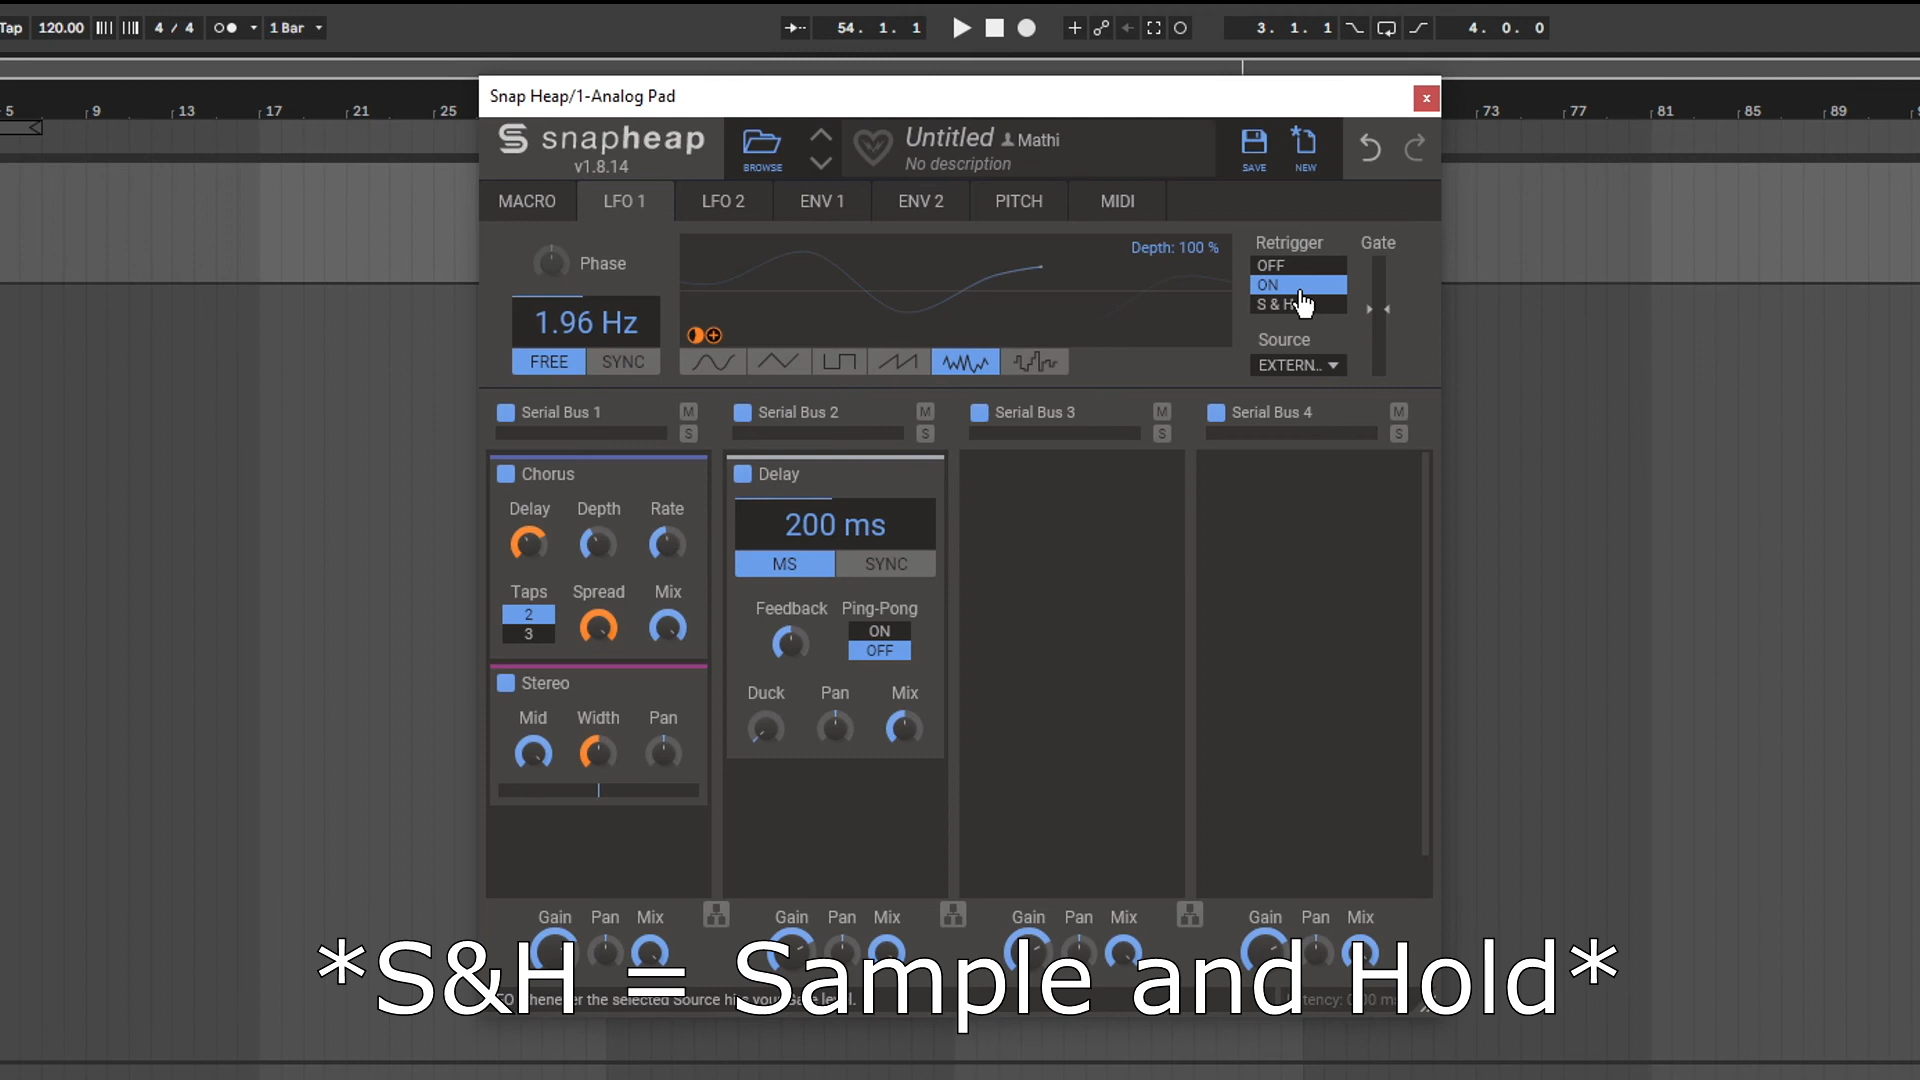 Tap 120.00 4 / 4 1 Bar 54. 1. 1 3. 1. 1 4. 0. 0
5 9 13 17 21 25 73 77 81 85 89
Snap Heap/1-Analog Pad x
snapheap
v1.8.14
BROWSE
Untitled Mathi
No description
SAVE NEW
MACRO LFO 1 LFO 2 ENV 1 ENV 2 PITCH MIDI
Phase
1.96 Hz
FREE SYNC
Depth: 100 %
Retrigger Gate
OFF
ON
S & H
Source
EXTERN..
Serial Bus 1 M S
Serial Bus 2 M S
Serial Bus 3 M S
Serial Bus 4 M S
Chorus
Delay Depth Rate
Taps Spread Mix
2
3
Stereo
Mid Width Pan
Delay
200 ms
MS SYNC
Feedback Ping-Pong
ON
OFF
Duck Pan Mix
Gain Pan Mix Gain Pan Mix Gain Pan Mix Gain Pan Mix
*S&H = Sample and Hold*
the selected Source level.